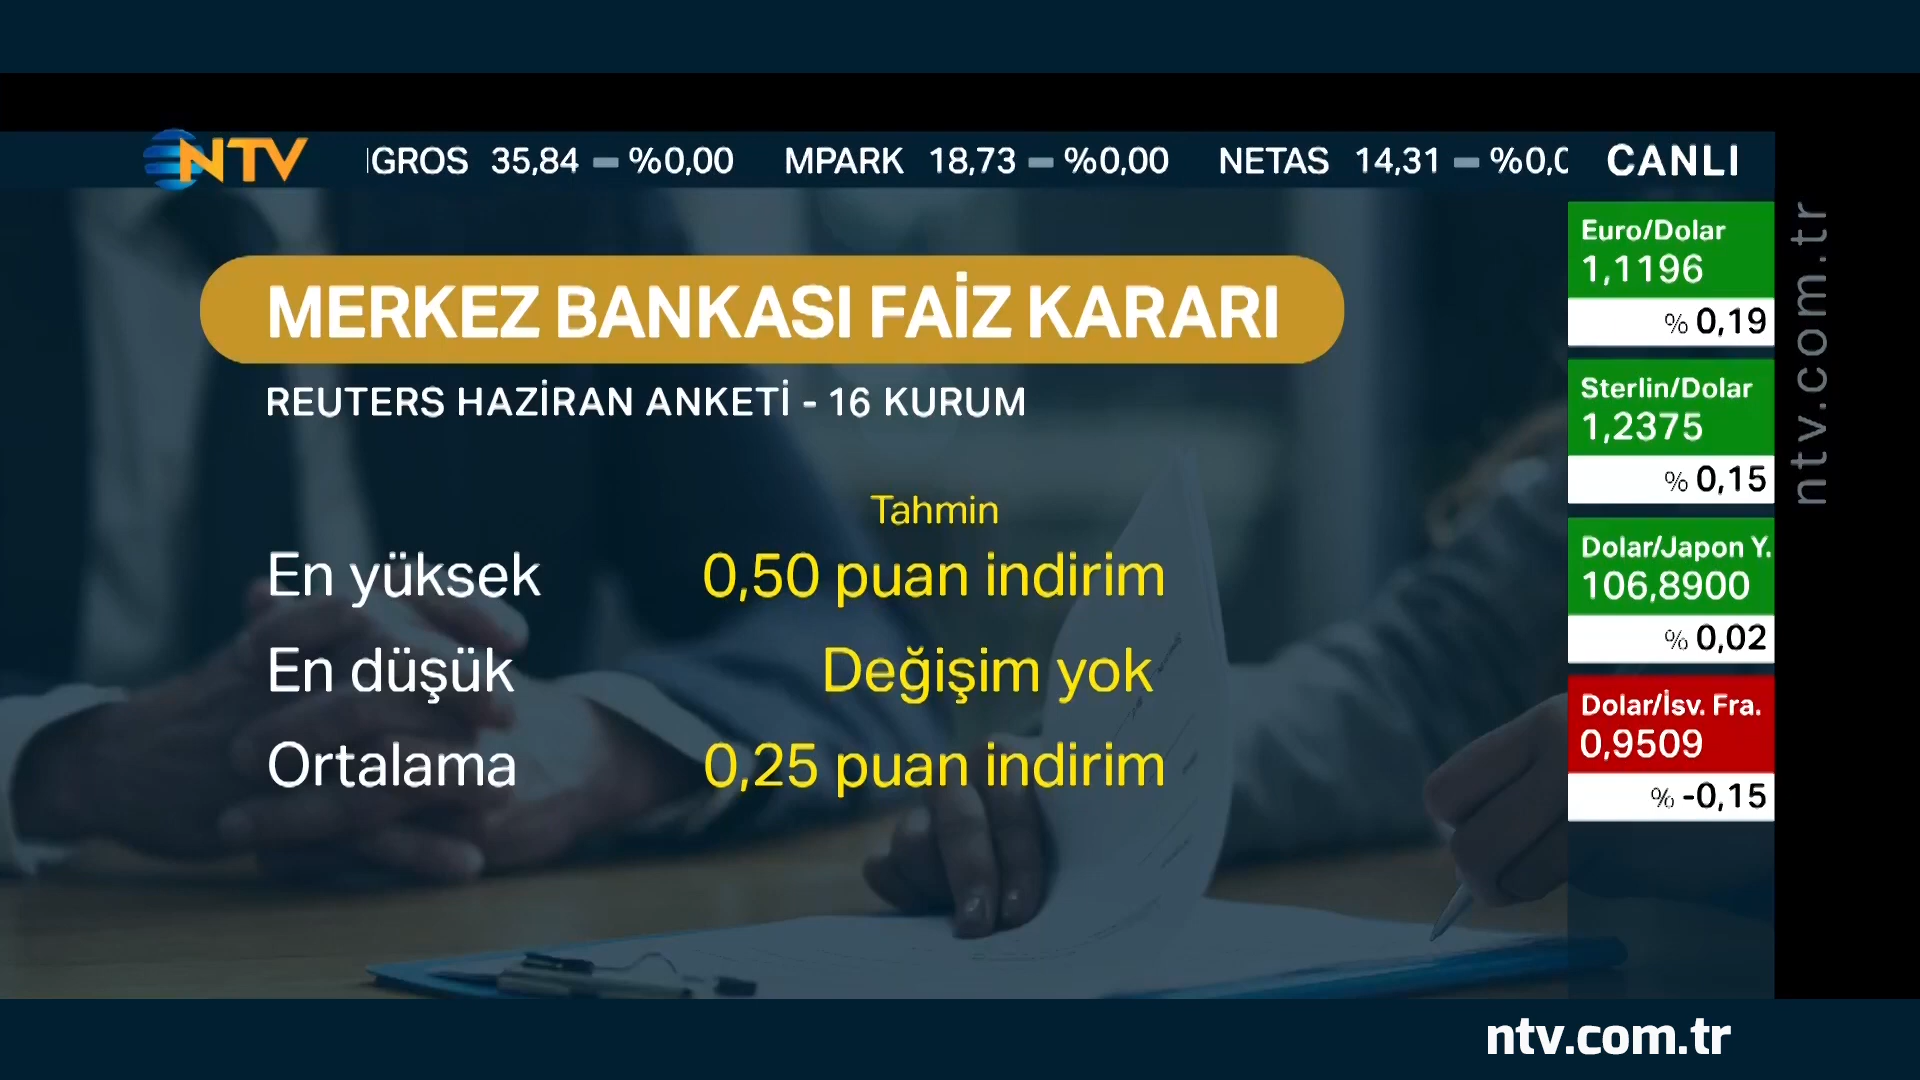 NTV
IGROS 35,84 %0,00 MPARK 18,73 %0,00 NETAS 14,31 %0,0
CANLI
MERKEZ BANKASI FAİZ KARARI
REUTERS HAZİRAN ANKETİ - 16 KURUM
Tahmin
En yüksek 0,50 puan indirim
En düşük Değişim yok
Ortalama 0,25 puan indirim
Euro/Dolar
1,1196
% 0,19
Sterlin/Dolar
1,2375
% 0,15
Dolar/Japon Y.
106,8900
% 0,02
Dolar/İsv. Fra.
0,9509
% -0,15
ntv.com.tr
ntv.com.tr